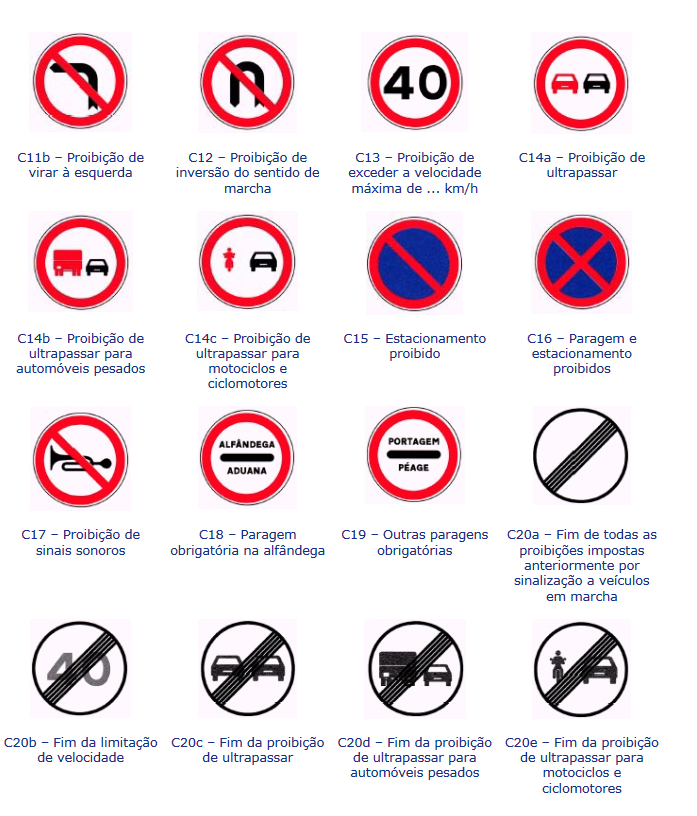 40
C11b – Proibição de
virar à esquerda
C12 – Proibição de
inversão do sentido de
marcha
C13 – Proibição de
exceder a velocidade
máxima de ... km/h
C14a – Proibição de
ultrapassar
C14b – Proibição de
ultrapassar para
automóveis pesados
C14c – Proibição de
ultrapassar para
motociclos e
ciclomotores
C15 – Estacionamento
proibido
C16 – Paragem e
estacionamento
proibidos
ALFÂNDEGA
ADUANA
PORTAGEM
PÉAGE
C17 – Proibição de
sinais sonoros
C18 – Paragem
obrigatória na alfândega
C19 – Outras paragens
obrigatórias
C20a – Fim de todas as
proibições impostas
anteriormente por
sinalização a veículos
em marcha
40
C20b – Fim da limitação
de velocidade
C20c – Fim da proibição
de ultrapassar
C20d – Fim da proibição
de ultrapassar para
automóveis pesados
C20e – Fim da proibição
de ultrapassar para
motociclos e
ciclomotores